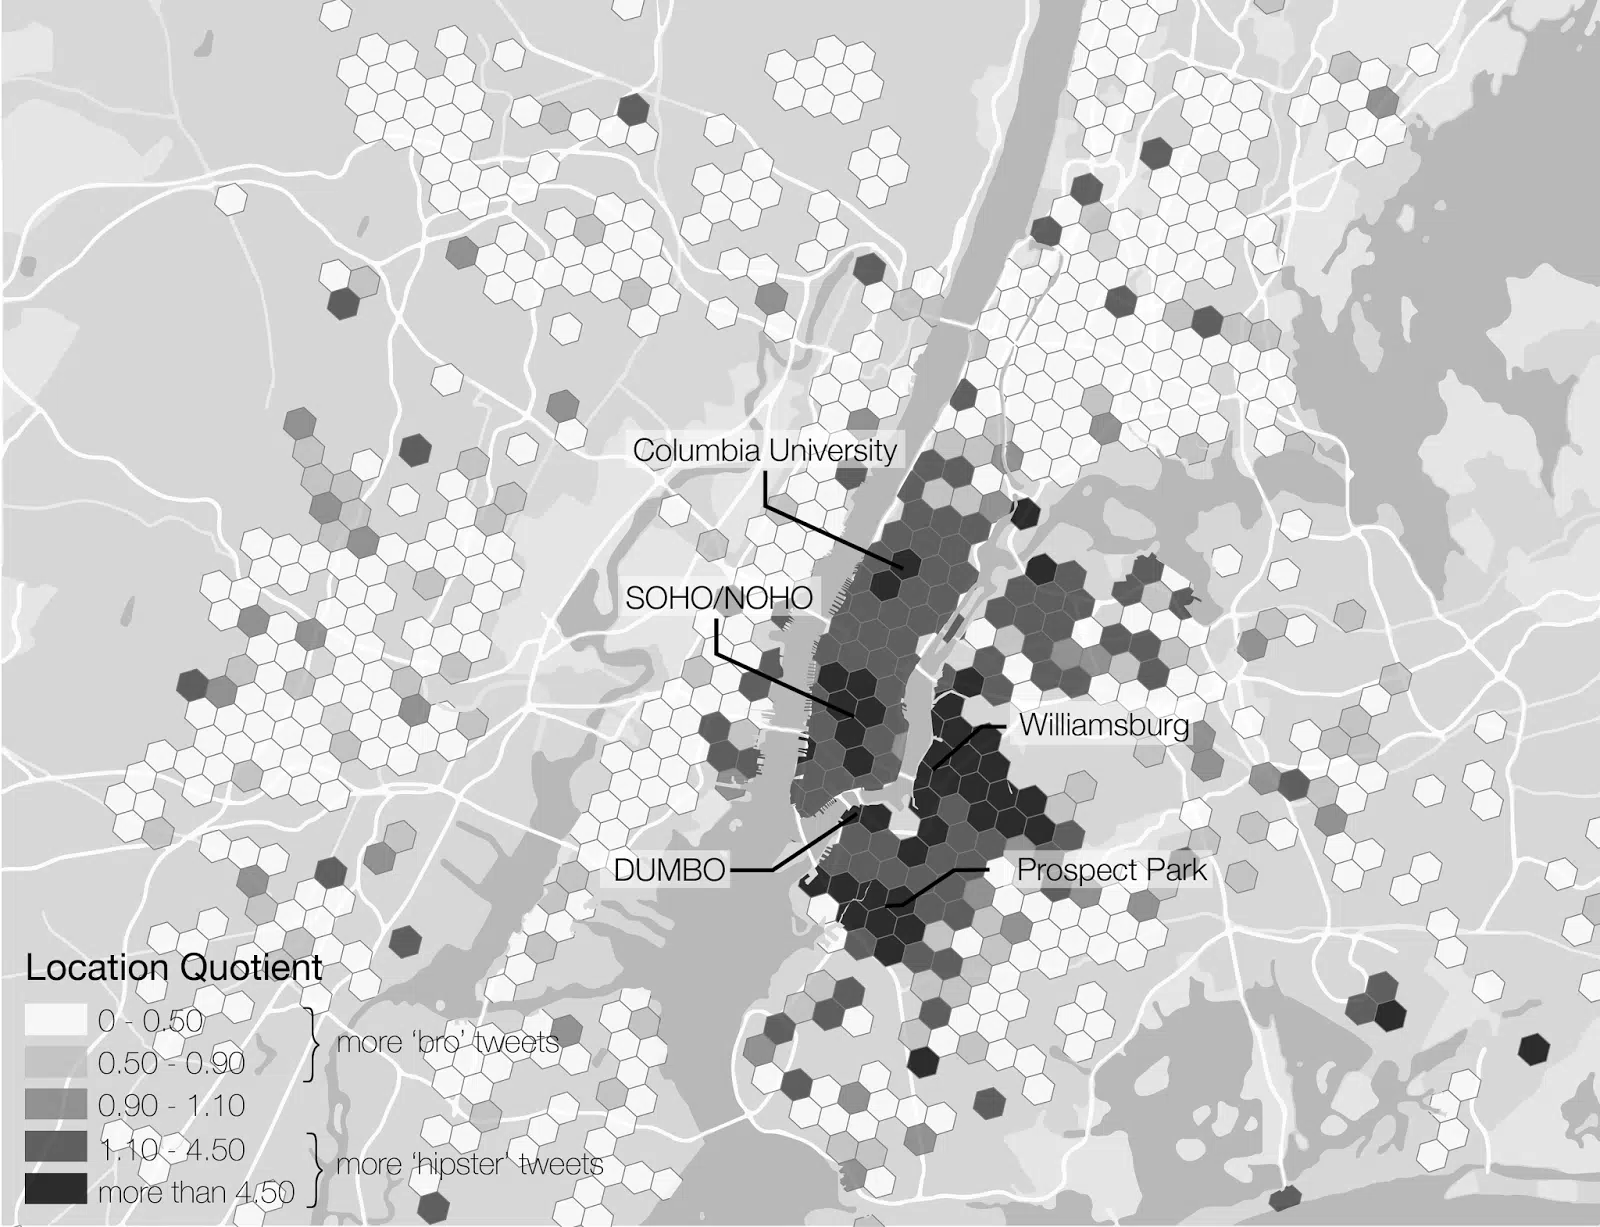 Columbia University
SOHO/NOHO
Williamsburg
DUMBO
Prospect Park
Location Quotient
0 - 0.50
0.50 - 0.90
more ‘bro’ tweets
0.90 - 1.10
1.10 - 4.50
more than 4.50
more ‘hipster’ tweets